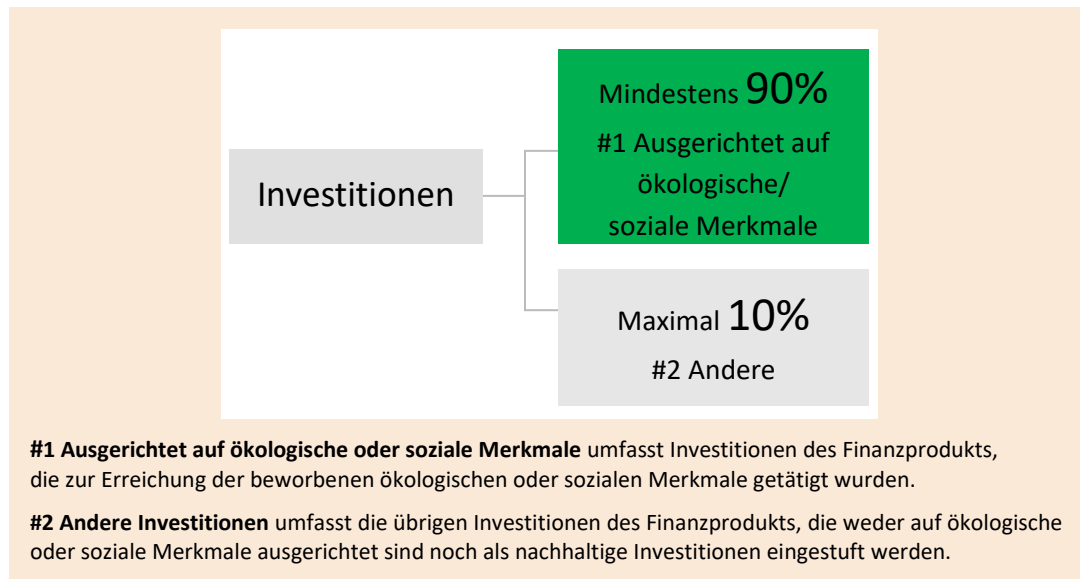 Mindestens 90%
#1 Ausgerichtet auf
ökologische/
soziale Merkmale
Investitionen
Maximal 10%
#2 Andere
#1 Ausgerichtet auf ökologische oder soziale Merkmale umfasst Investitionen des Finanzprodukts,
die zur Erreichung der beworbenen ökologischen oder sozialen Merkmale getätigt wurden.
#2 Andere Investitionen umfasst die übrigen Investitionen des Finanzprodukts, die weder auf ökologische
oder soziale Merkmale ausgerichtet sind noch als nachhaltige Investitionen eingestuft werden.